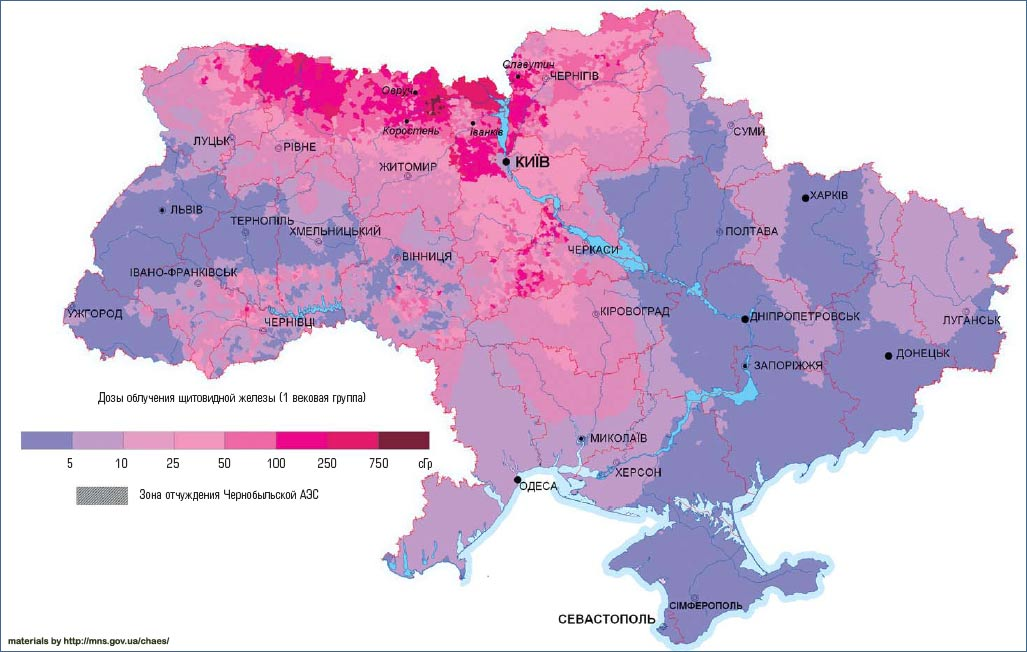 Славутич
ЧЕРНІГІВ
Овруч
Коростень
Іванків
СУМИ
ЛУЦЬК
РІВНЕ
ЖИТОМИР
КИЇВ
ХАРКІВ
ЛЬВІВ
ТЕРНОПІЛЬ
ХМЕЛЬНИЦЬКИЙ
ПОЛТАВА
ЧЕРКАСИ
ВІННИЦЯ
ІВАНО-ФРАНКІВСЬК
УЖГОРОД
ЧЕРНІВЦІ
КІРОВОГРАД
ДНІПРОПЕТРОВСЬК
ЛУГАНСЬК
ДОНЕЦЬК
ЗАПОРІЖЖЯ
Дозы облучения щитовидной железы (1 вековая группа)
5 10 25 50 100 250 750 сГр
Зона отчуждения Чернобыльской АЭС
МИКОЛАЇВ
ХЕРСОН
ОДЕСА
СІМФЕРОПОЛЬ
СЕВАСТОПОЛЬ
materials by http://mns.gov.ua/chaes/